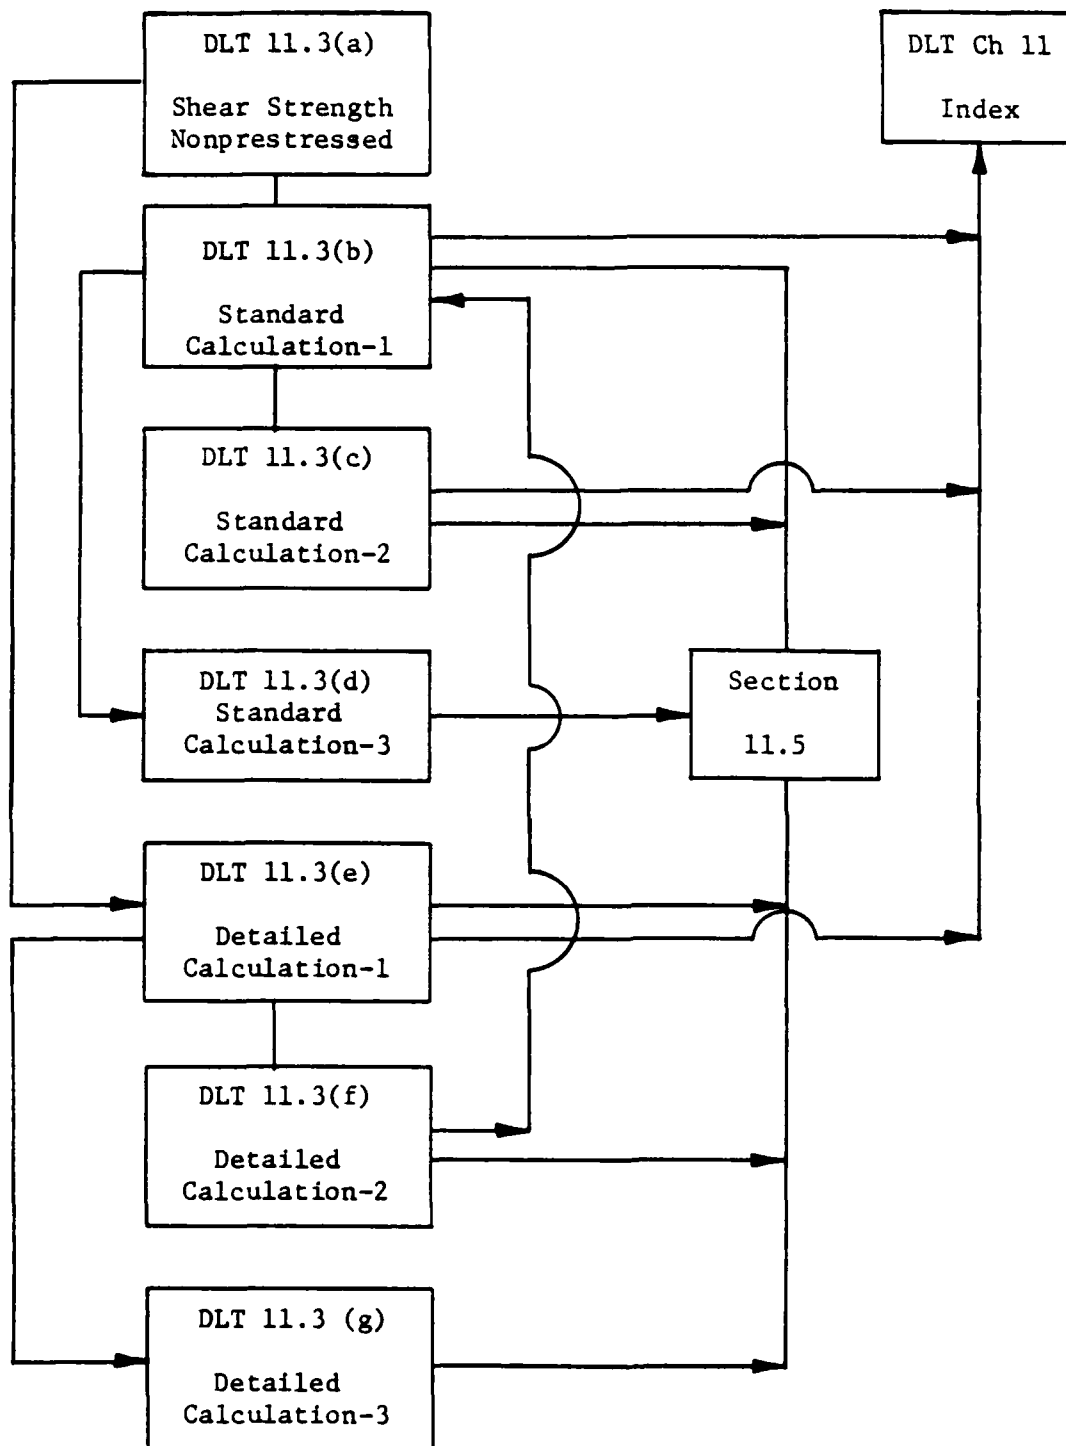 DLT 11.3(a)
Shear Strength
Nonprestressed
DLT Ch 11
Index
DLT 11.3(b)
Standard
Calculation-1
DLT 11.3(c)
Standard
Calculation-2
DLT 11.3(d)
Standard
Calculation-3
Section
11.5
DLT 11.3(e)
Detailed
Calculation-1
DLT 11.3(f)
Detailed
Calculation-2
DLT 11.3 (g)
Detailed
Calculation-3